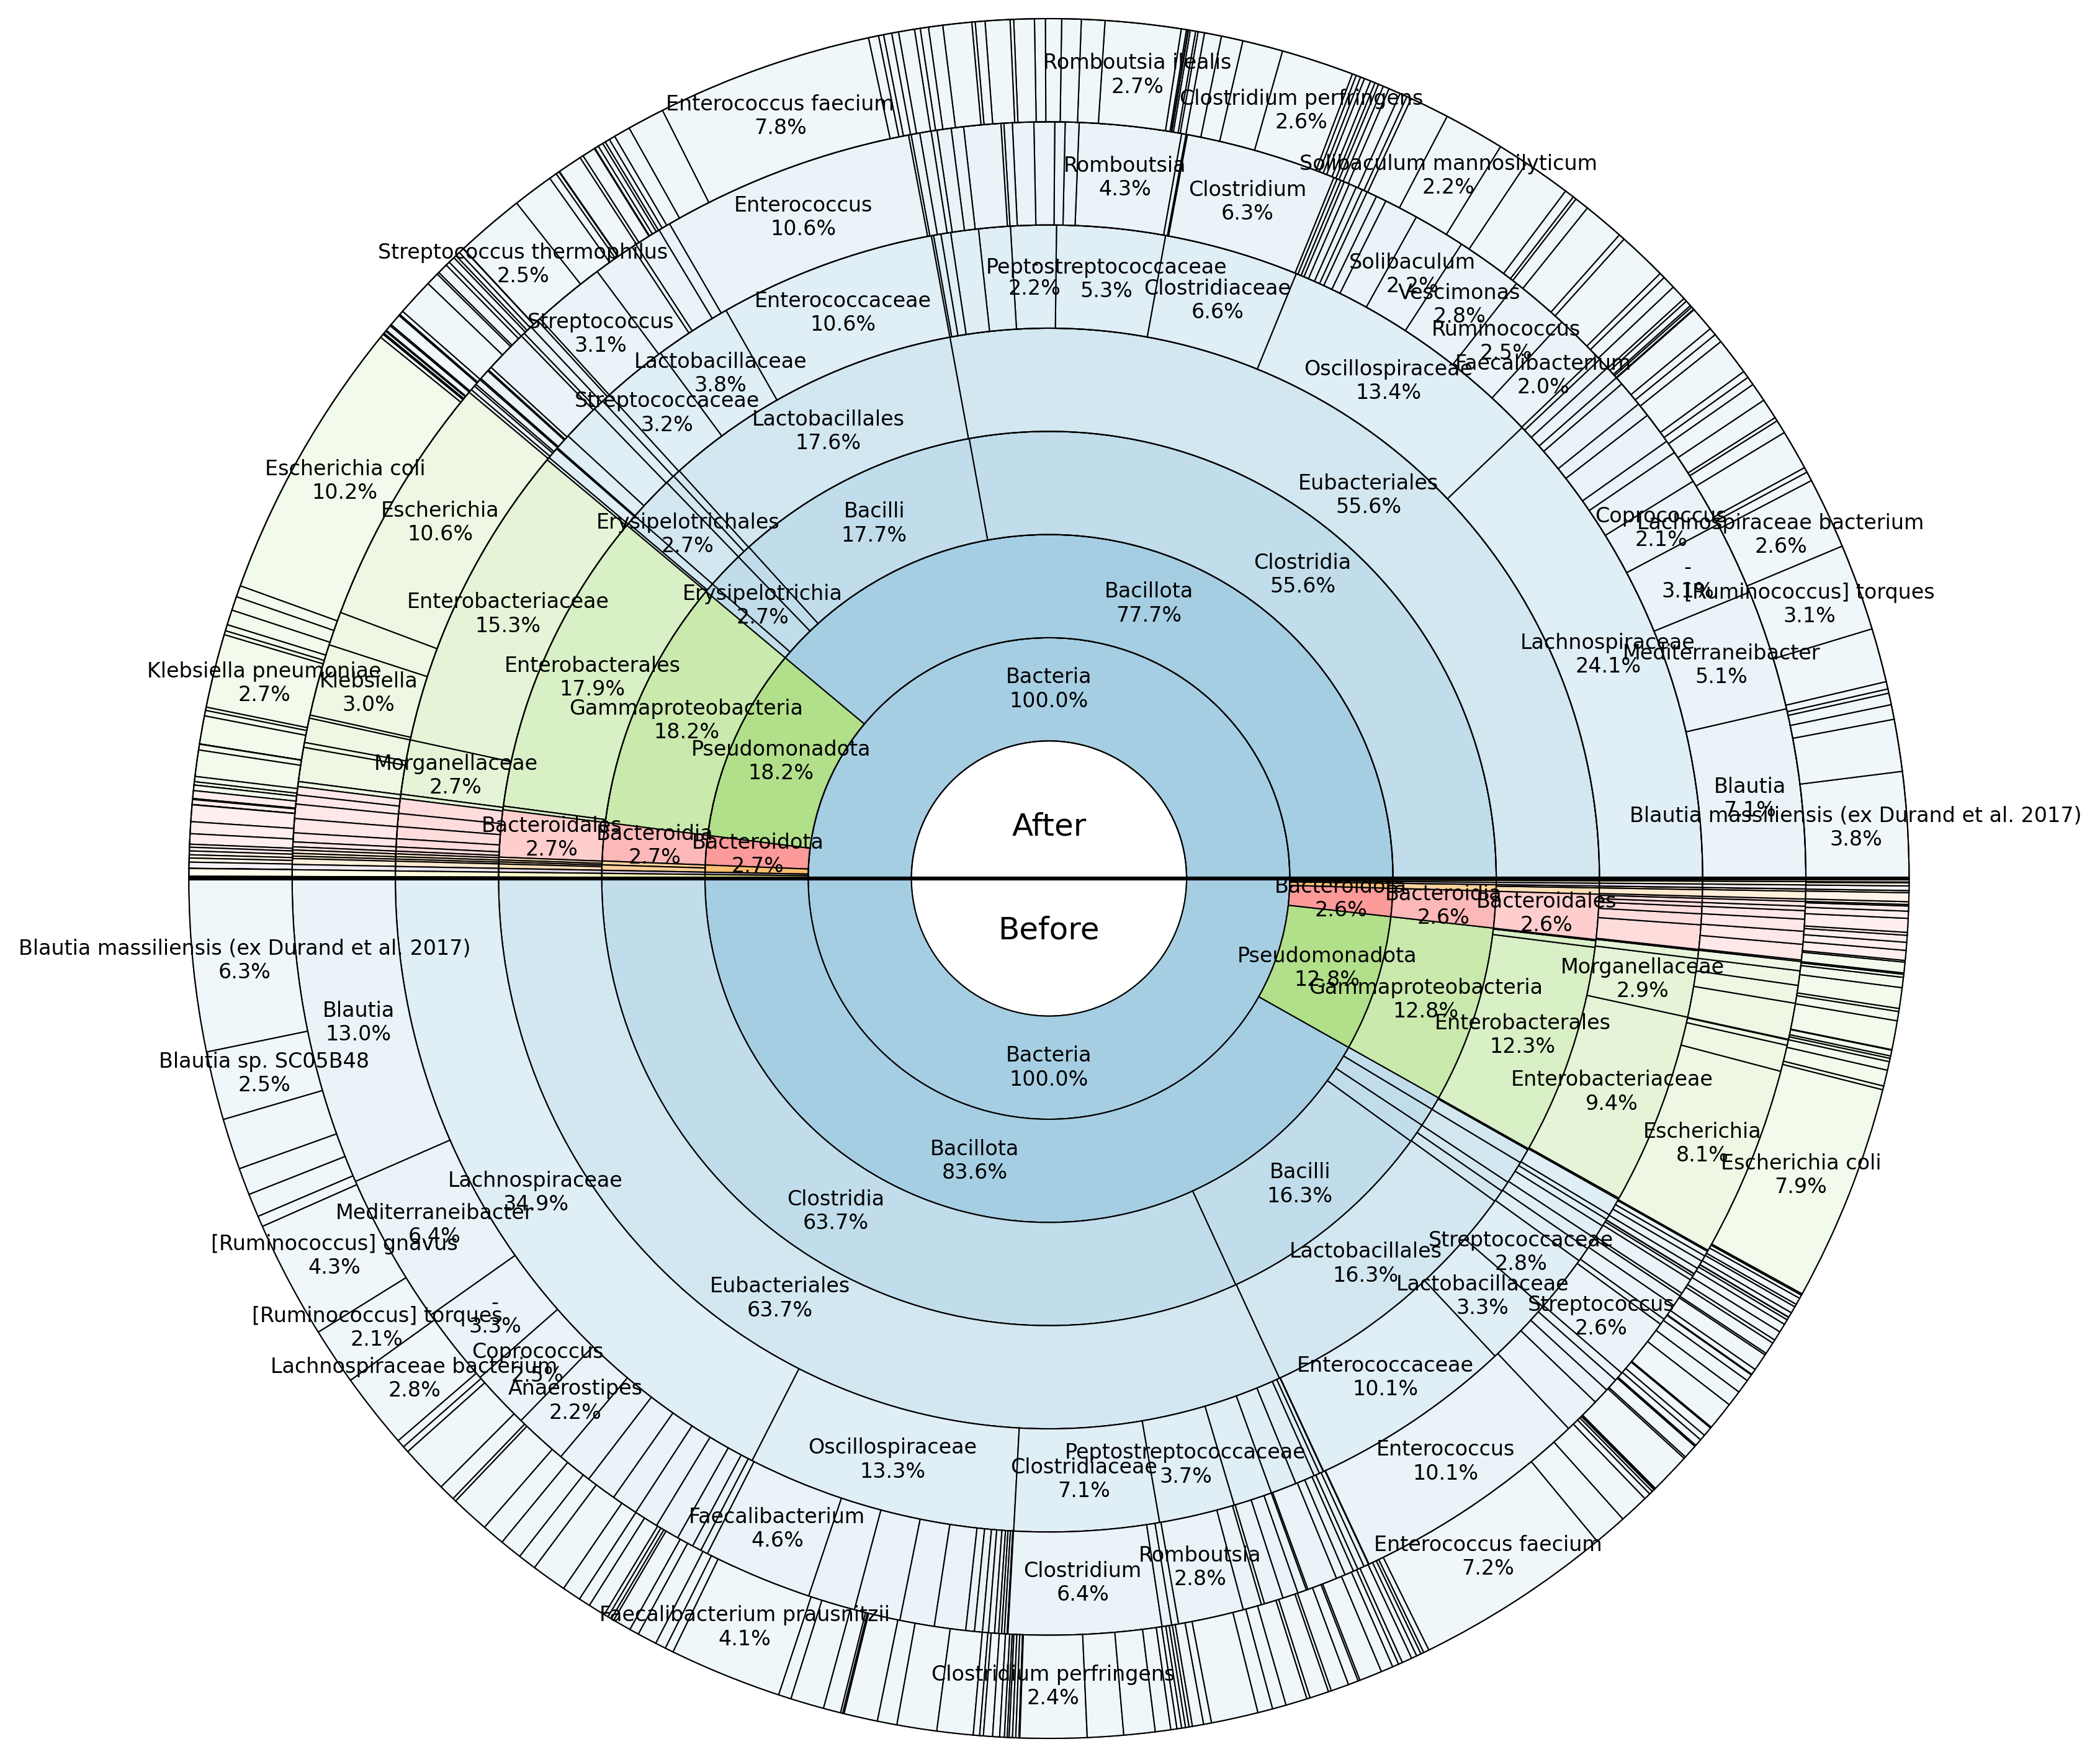 Romboutsia ilealis
2.7%
Clostridium perfringens
2.6%
Enterococcus faecium
7.8%
Solibaculum mannosilyticum
2.2%
Romboutsia
4.3%
Clostridium
6.3%
Enterococcus
10.6%
Streptococcus thermophilus
2.5%
Solibaculum
2.2%
-
2.2%
Peptostreptococcaceae
5.3%
Clostridiaceae
6.6%
Vescimonas
2.8%
Enterococcaceae
10.6%
Streptococcus
3.1%
Ruminococcus
2.5%
Faecalibacterium
2.0%
Lactobacillaceae
3.8%
Oscillospiraceae
13.4%
Streptococcaceae
3.2%
Lactobacillales
17.6%
Escherichia coli
10.2%
Eubacteriales
55.6%
Escherichia
10.6%
Bacilli
17.7%
Erysipelotrichales
2.7%
Coprococcus
2.1%
Lachnospiraceae bacterium
2.6%
Clostridia
55.6%
-
3.1%
Bacillota
77.7%
Erysipelotrichia
2.7%
Enterobacteriaceae
15.3%
[Ruminococcus] torques
3.1%
Lachnospiraceae
24.1%
Mediterraneibacter
5.1%
Enterobacterales
17.9%
Klebsiella pneumoniae
2.7%
Klebsiella
3.0%
Bacteria
100.0%
Gammaproteobacteria
18.2%
Pseudomonadota
18.2%
Morganellaceae
2.7%
Blautia
7.1%
Blautia massiliensis (ex Durand et al. 2017)
3.8%
Bacteroidales
2.7%
Bacteroidia
2.7%
Bacteroidota
2.7%
After
Before
Bacteroidota
2.6%
Bacteroidia
2.6%
Bacteroidales
2.6%
Blautia massiliensis (ex Durand et al. 2017)
6.3%
Pseudomonadota
12.8%
Morganellaceae
2.9%
Gammaproteobacteria
12.8%
Blautia
13.0%
Enterobacterales
12.3%
Blautia sp. SC05B48
2.5%
Bacteria
100.0%
Enterobacteriaceae
9.4%
Escherichia
8.1%
Escherichia coli
7.9%
Bacillota
83.6%
Bacilli
16.3%
Lachnospiraceae
34.9%
Clostridia
63.7%
Mediterraneibacter
6.4%
[Ruminococcus] gnavus
4.3%
Streptococcaceae
2.8%
Lactobacillales
16.3%
Lactobacillaceae
3.3%
Eubacteriales
63.7%
Streptococcus
2.6%
-
3.3%
[Ruminococcus] torques
2.1%
Coprococcus
2.5%
Lachnospiraceae bacterium
2.8%
Enterococcaceae
10.1%
Anaerostipes
2.2%
Oscillospiraceae
13.3%
Enterococcus
10.1%
Peptostreptococcaceae
3.7%
Clostridiaceae
7.1%
Faecalibacterium
4.6%
Enterococcus faecium
7.2%
Romboutsia
2.8%
Clostridium
6.4%
Faecalibacterium prausnitzii
4.1%
Clostridium perfringens
2.4%